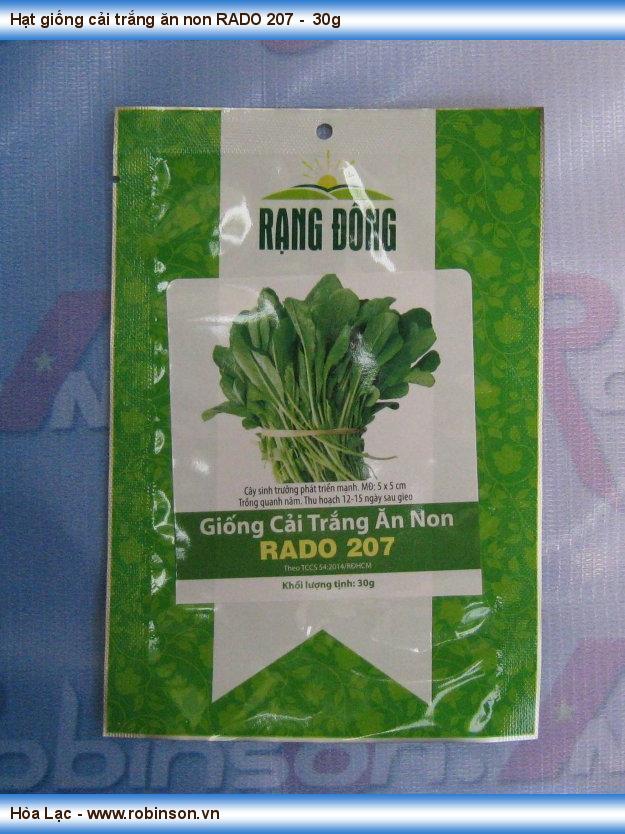 Hạt giống cải trắng ăn non RADO 207 - 30g
RẠNG ĐÔNG
Cây sinh trưởng phát triển mạnh. MĐ: 5 x 5 cm
Trồng quanh năm. Thu hoạch 12-15 ngày sau gieo
Giống Cải Trắng Ăn Non
RADO 207
Theo TCCS 54:2014/RĐHCM
Khối lượng tịnh: 30g
Robinson
Hòa Lạc - www.robinson.vn